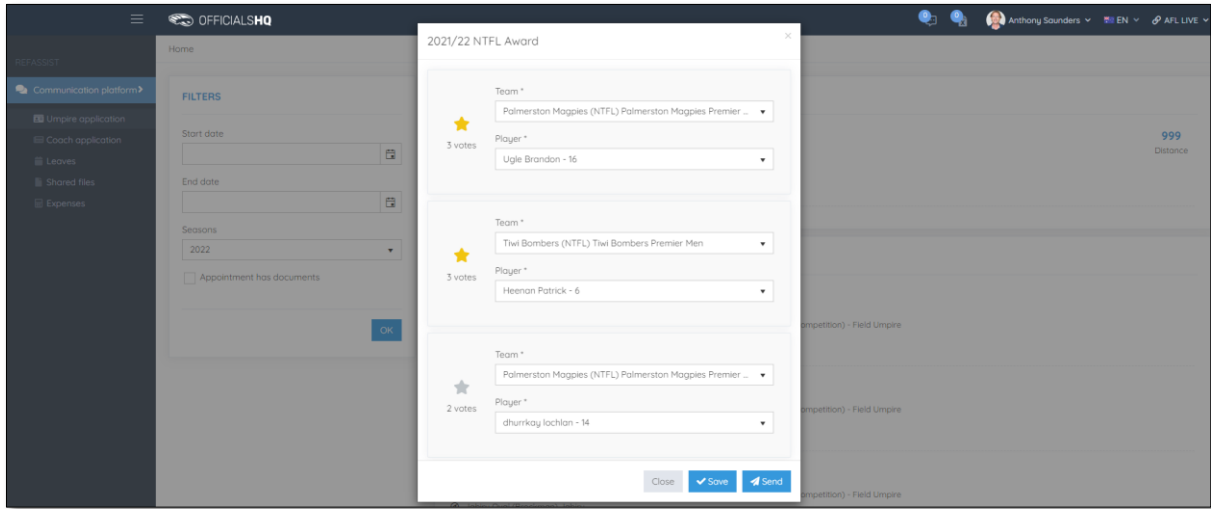 OFFICIALSHQ
Anthony Saunders
EN
AFL LIVE
REFASSIST
Communication platform
Umpire application
Coach application
Leaves
Shared files
Expenses
Home
FILTERS
Start date
End date
Seasons
2022
Appointment has documents
OK
2021/22 NTFL Award
×
Team *
Palmerston Magpies (NTFL) Palmerston Magpies Premier ...
3 votes
Player *
Ugle Brandon - 16
Team *
Tiwi Bombers (NTFL) Tiwi Bombers Premier Men
3 votes
Player *
Heenan Patrick - 6
Team *
Palmerston Magpies (NTFL) Palmerston Magpies Premier ...
2 votes
Player *
dhurrkay lochlan - 14
Close
Save
Send
999
Distance
ompetition) - Field Umpire
ompetition) - Field Umpire
ompetition) - Field Umpire